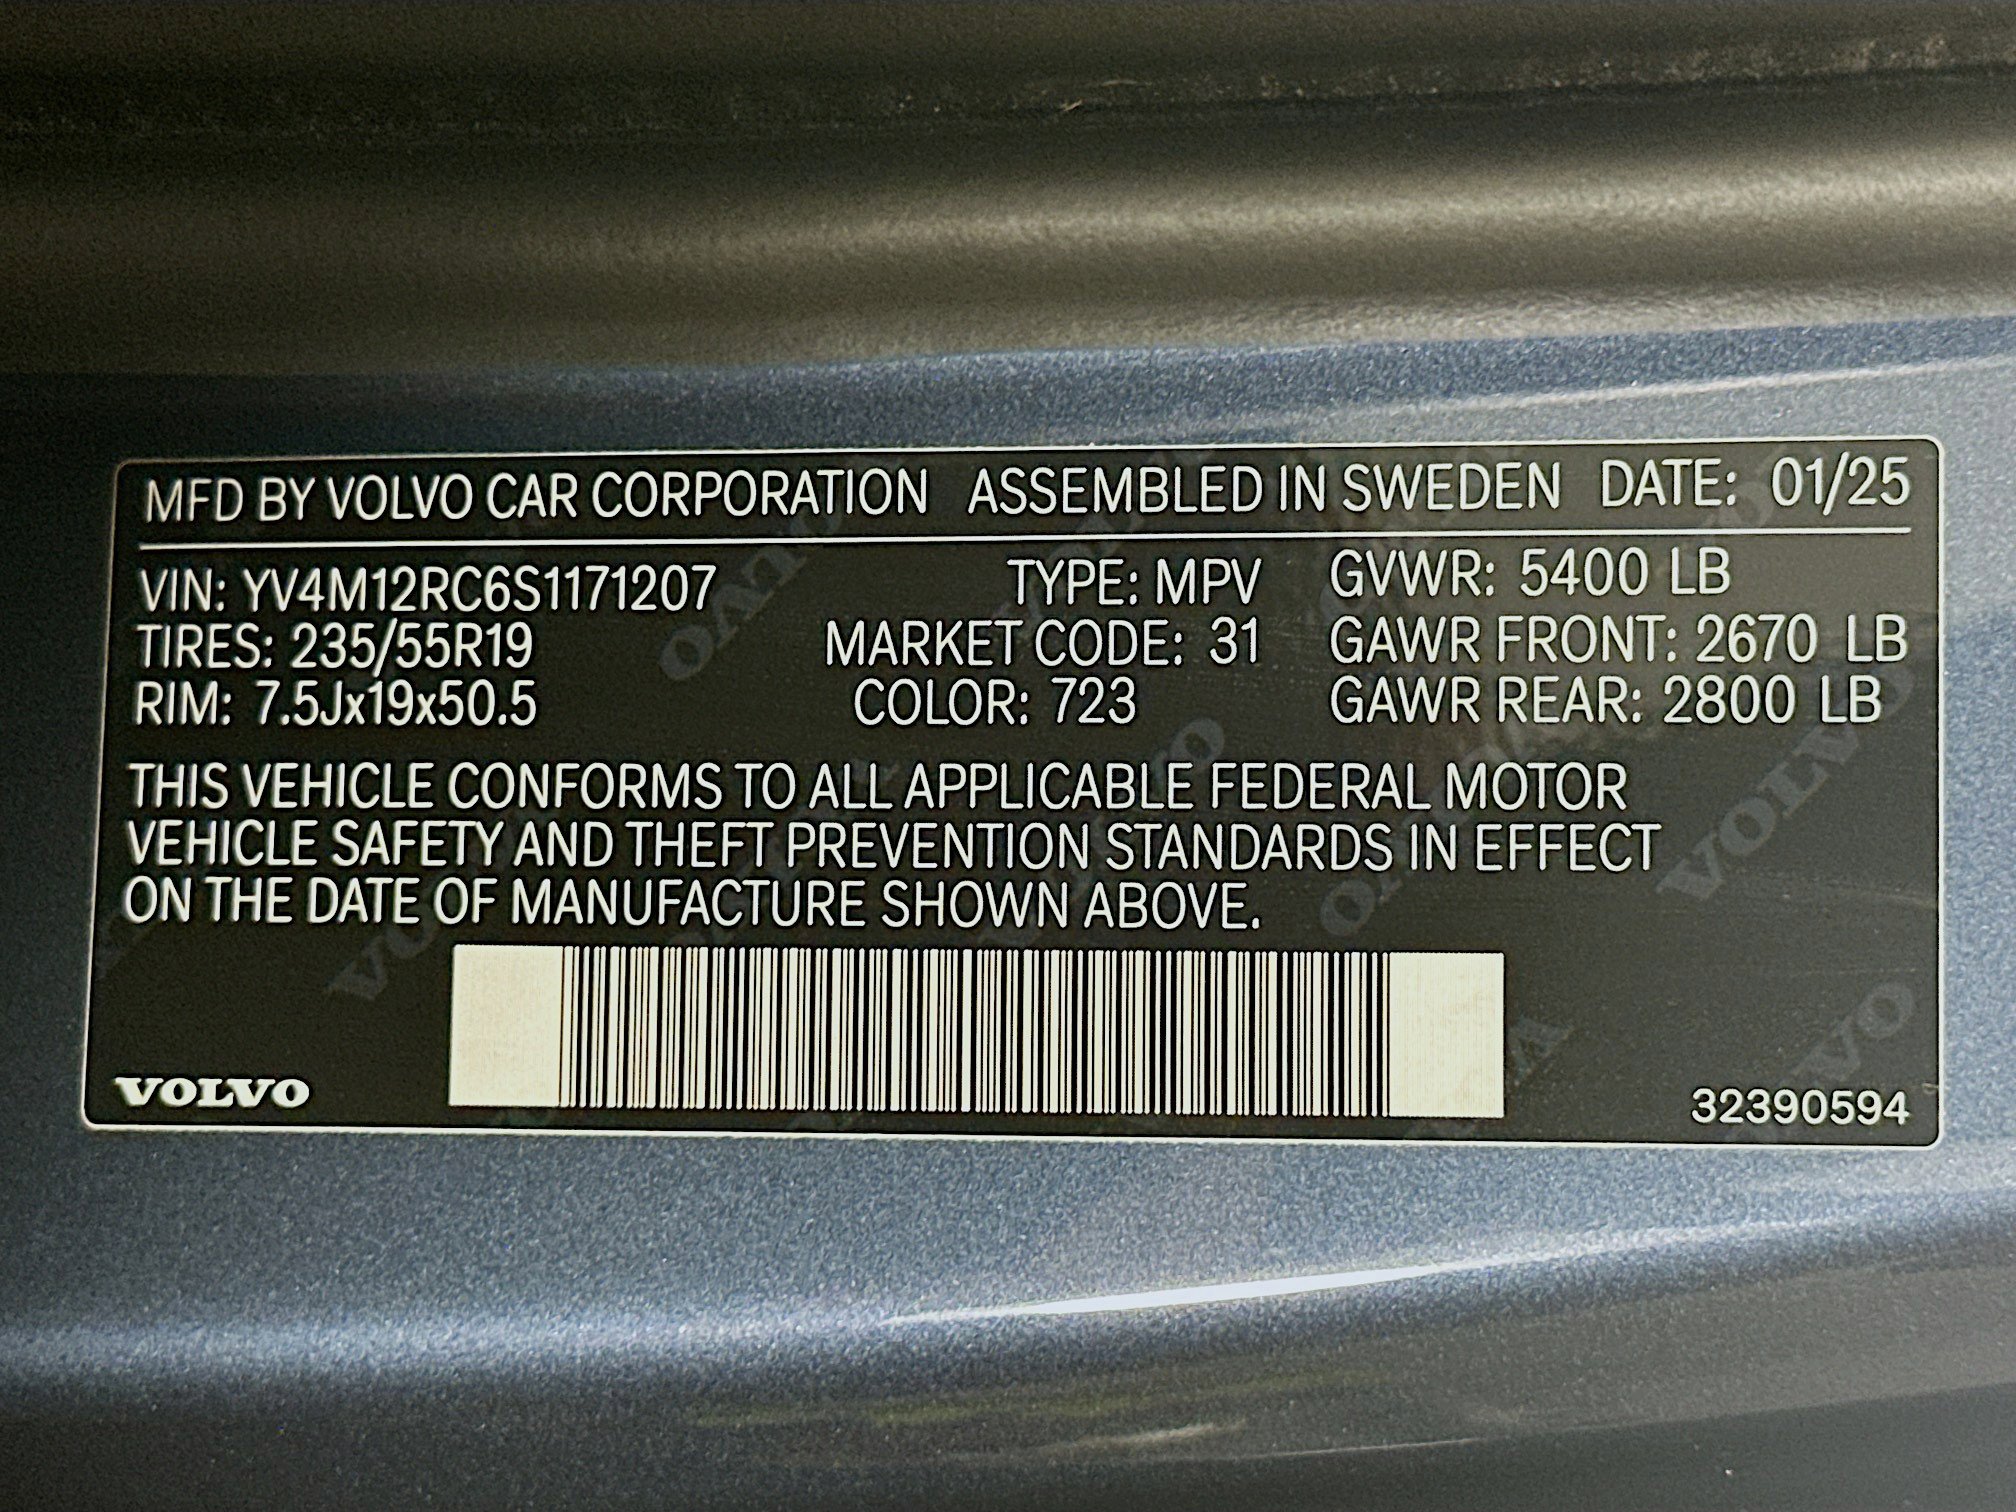 MFD BY VOLVO CAR CORPORATION ASSEMBLED IN SWEDEN DATE: 01/25
VIN: YV4M12RC6S1171207 TYPE: MPV GVWR: 5400 LB
TIRES: 235/55R19 MARKET CODE: 31 GAWR FRONT: 2670 LB
RIM: 7.5Jx19x50.5 COLOR: 723 GAWR REAR: 2800 LB
THIS VEHICLE CONFORMS TO ALL APPLICABLE FEDERAL MOTOR
VEHICLE SAFETY AND THEFT PREVENTION STANDARDS IN EFFECT
ON THE DATE OF MANUFACTURE SHOWN ABOVE.
VOLVO 32390594